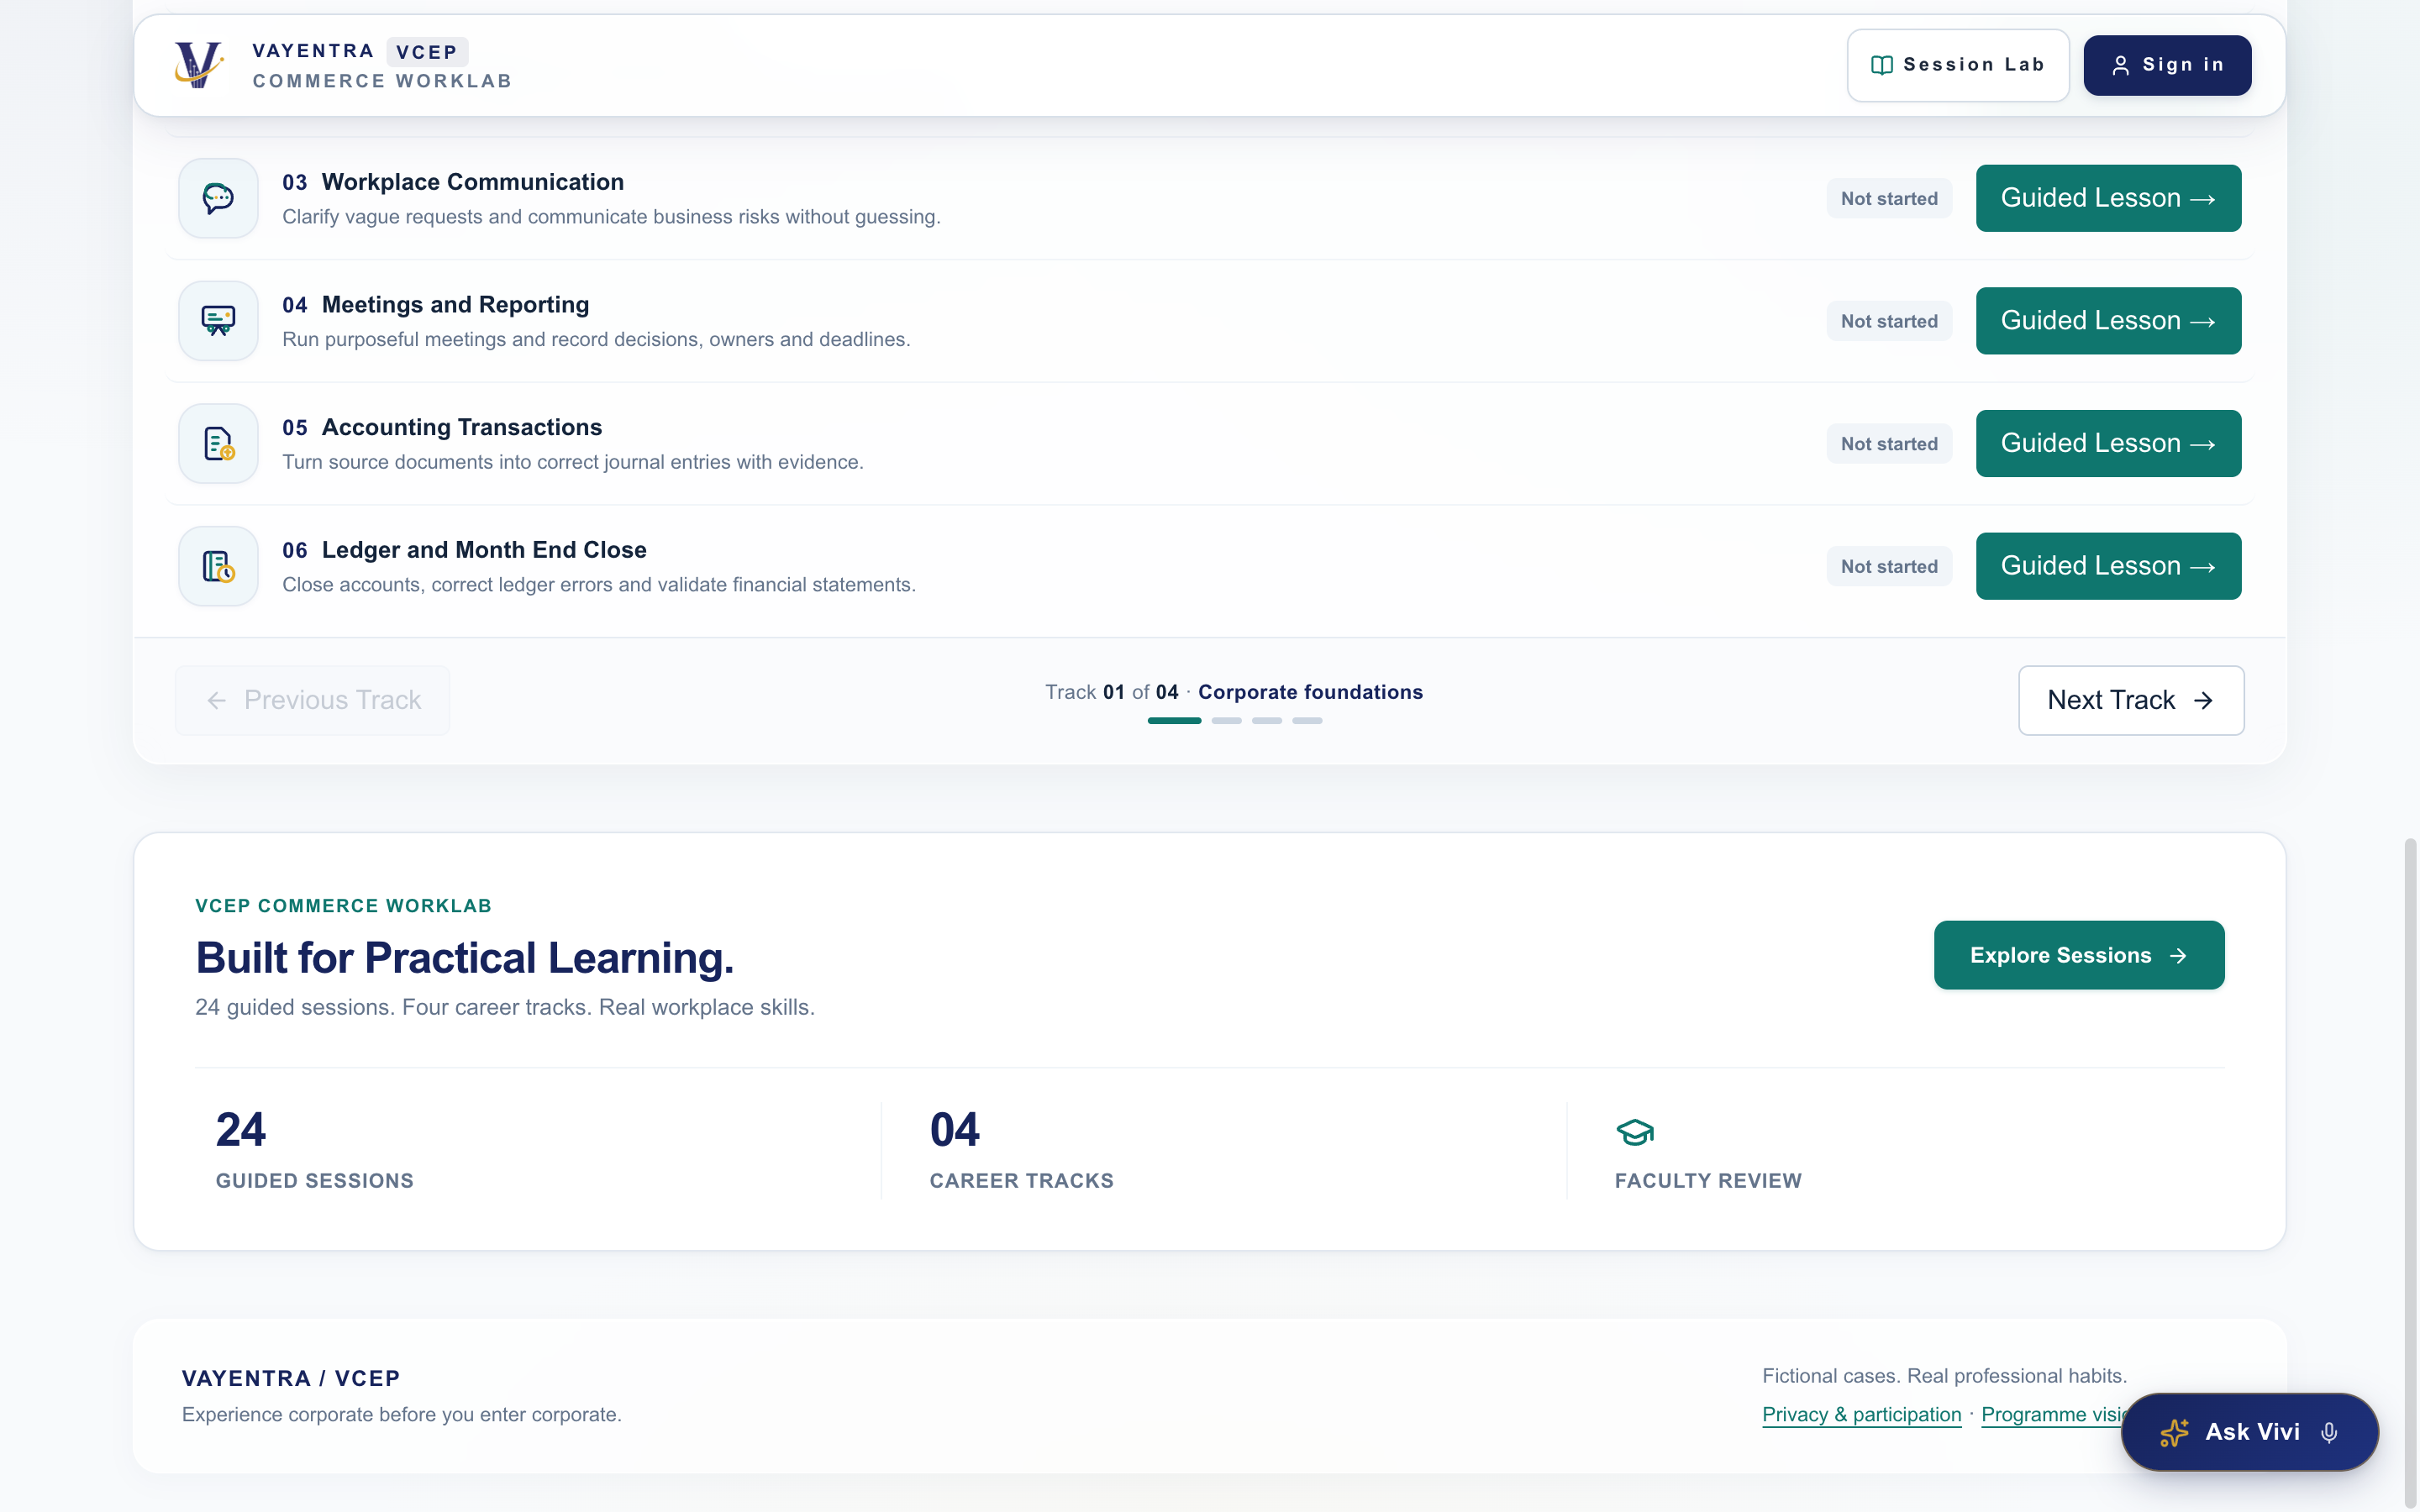 VAYENTRA VCEP
COMMERCE WORKLAB
Session Lab
Sign in
03 Workplace Communication
Clarify vague requests and communicate business risks without guessing.
Not started
Guided Lesson →
04 Meetings and Reporting
Run purposeful meetings and record decisions, owners and deadlines.
Not started
Guided Lesson →
05 Accounting Transactions
Turn source documents into correct journal entries with evidence.
Not started
Guided Lesson →
06 Ledger and Month End Close
Close accounts, correct ledger errors and validate financial statements.
Not started
Guided Lesson →
← Previous Track
Track 01 of 04 · Corporate foundations
Next Track →
VCEP COMMERCE WORKLAB
Built for Practical Learning.
24 guided sessions. Four career tracks. Real workplace skills.
Explore Sessions →
24
GUIDED SESSIONS
04
CAREER TRACKS
FACULTY REVIEW
VAYENTRA / VCEP
Experience corporate before you enter corporate.
Fictional cases. Real professional habits.
Privacy & participation · Programme
Ask Vivi